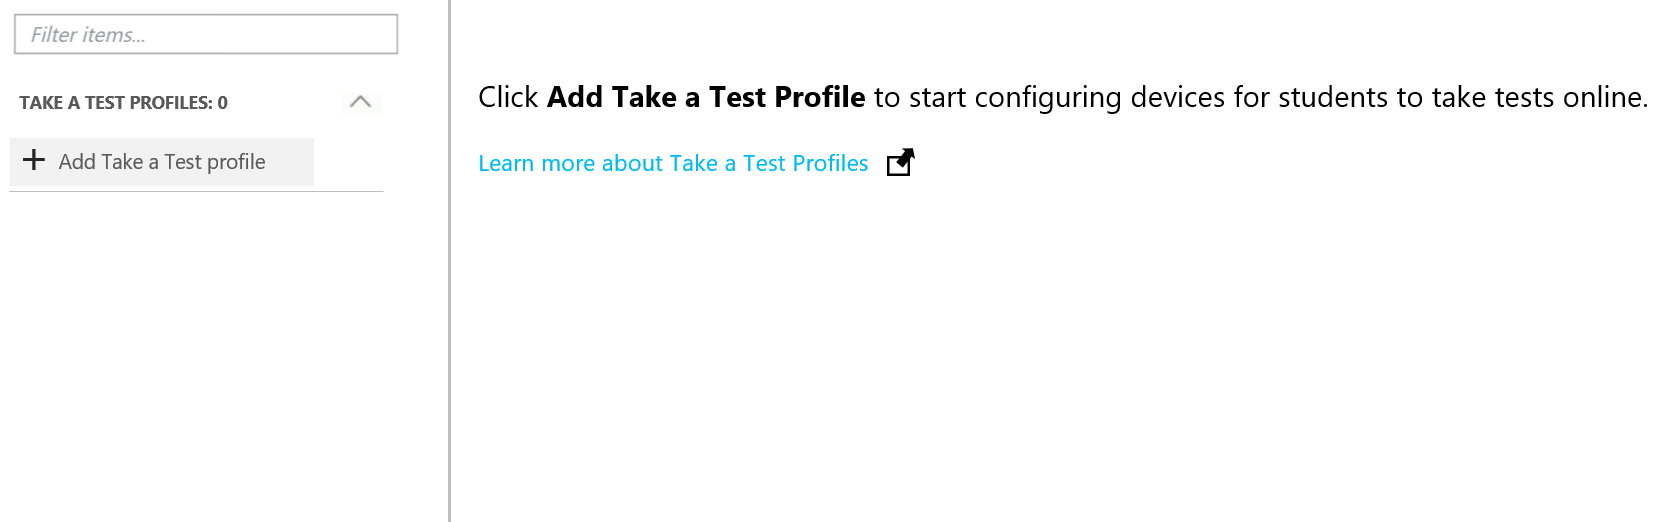 Filter items...
TAKE A TEST PROFILES: 0
Add Take a Test profile
Click Add Take a Test Profile to start configuring devices for students to take tests online.
Learn more about Take a Test Profiles